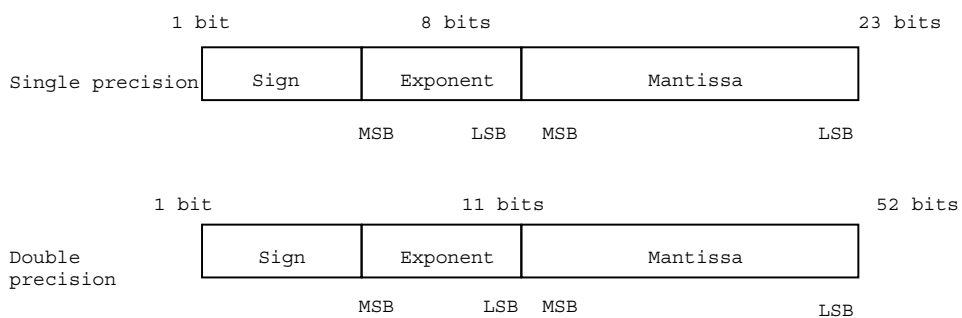 1 bit 8 bits 23 bits
Single precision Sign Exponent Mantissa
MSB LSB MSB LSB
1 bit 11 bits 52 bits
Double precision Sign Exponent Mantissa
MSB LSB MSB LSB